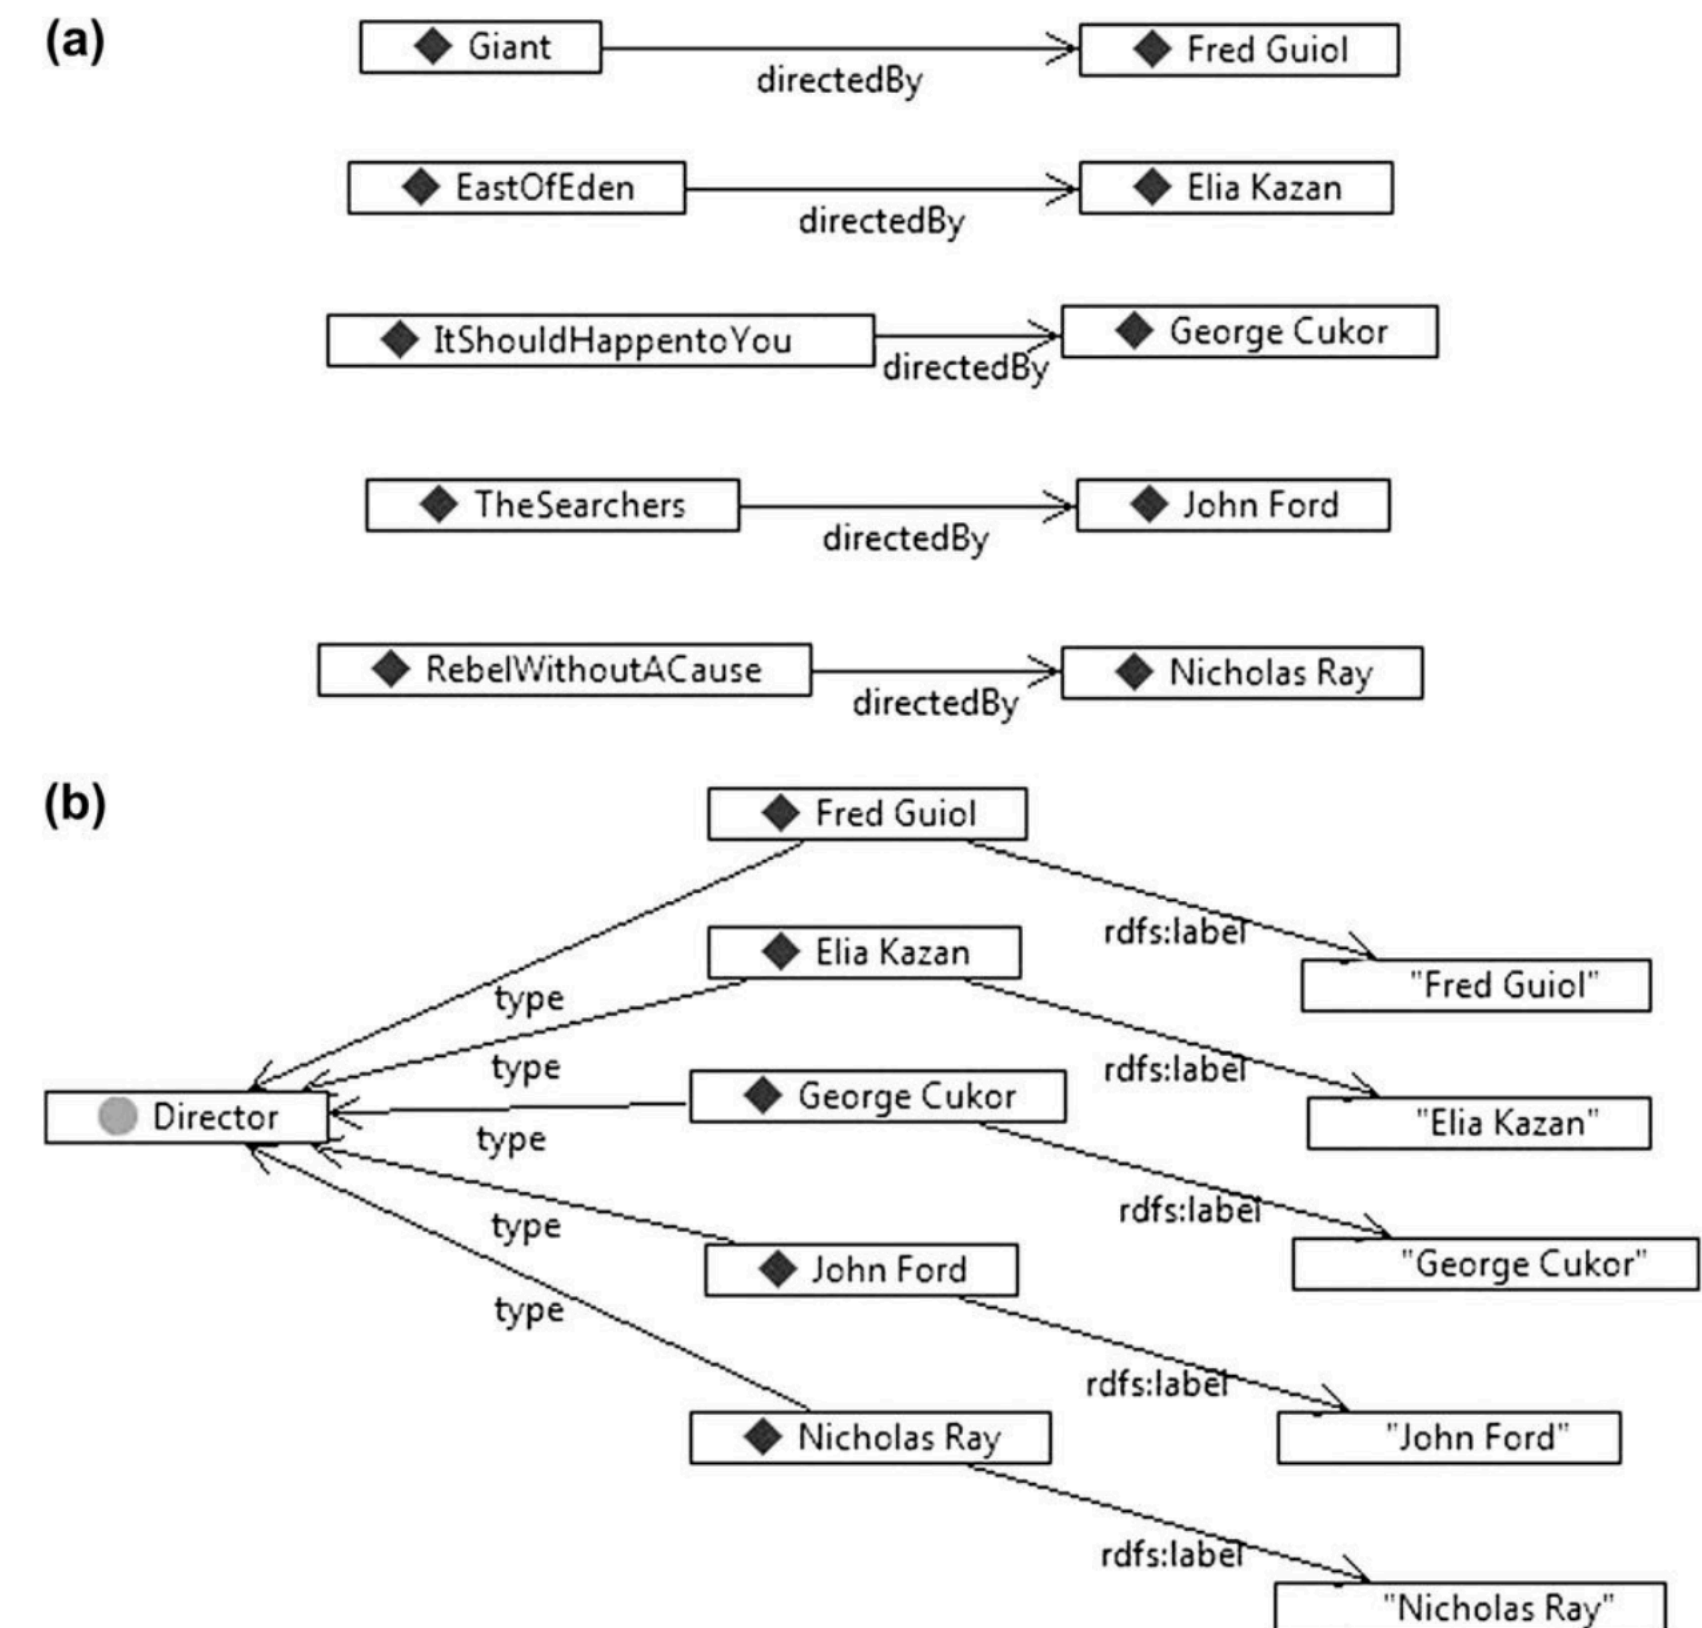 (a)
Giant
directedBy
Fred Guiol
EastOfEden
directedBy
Elia Kazan
ItShouldHappentoYou
directedBy
George Cukor
TheSearchers
directedBy
John Ford
RebelWithoutACause
directedBy
Nicholas Ray
(b)
Fred Guiol
rdfs:label
"Fred Guiol"
type
Elia Kazan
rdfs:label
"Elia Kazan"
type
Director
George Cukor
rdfs:label
"George Cukor"
type
John Ford
rdfs:label
"John Ford"
type
Nicholas Ray
rdfs:label
"Nicholas Ray"
type